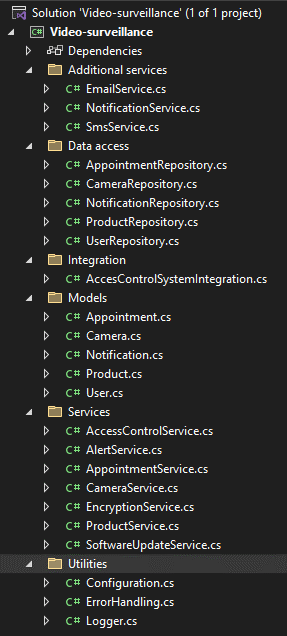 Solution 'Video-surveillance' (1 of 1 project)
C# Video-surveillance
Dependencies
Additional services
C# EmailService.cs
C# NotificationService.cs
C# SmsService.cs
Data access
C# AppointmentRepository.cs
C# CameraRepository.cs
C# NotificationRepository.cs
C# ProductRepository.cs
C# UserRepository.cs
Integration
C# AccesControlSystemIntegration.cs
Models
C# Appointment.cs
C# Camera.cs
C# Notification.cs
C# Product.cs
C# User.cs
Services
C# AccessControlService.cs
C# AlertService.cs
C# AppointmentService.cs
C# CameraService.cs
C# EncryptionService.cs
C# ProductService.cs
C# SoftwareUpdateService.cs
Utilities
C# Configuration.cs
C# ErrorHandling.cs
C# Logger.cs